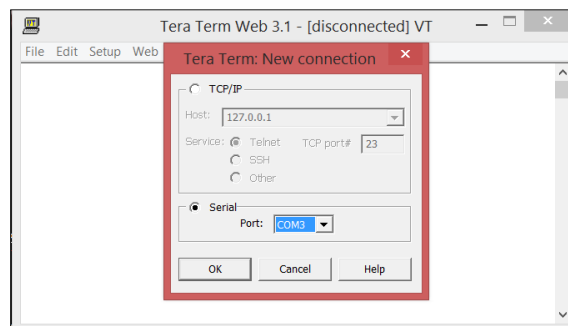 Tera Term Web 3.1 - [disconnected] VT
File Edit Setup Web
Tera Term: New connection
TCP/IP
Host: 127.0.0.1
Service: Telnet TCP port# 23
SSH
Other
Serial
Port: COM3
OK Cancel Help